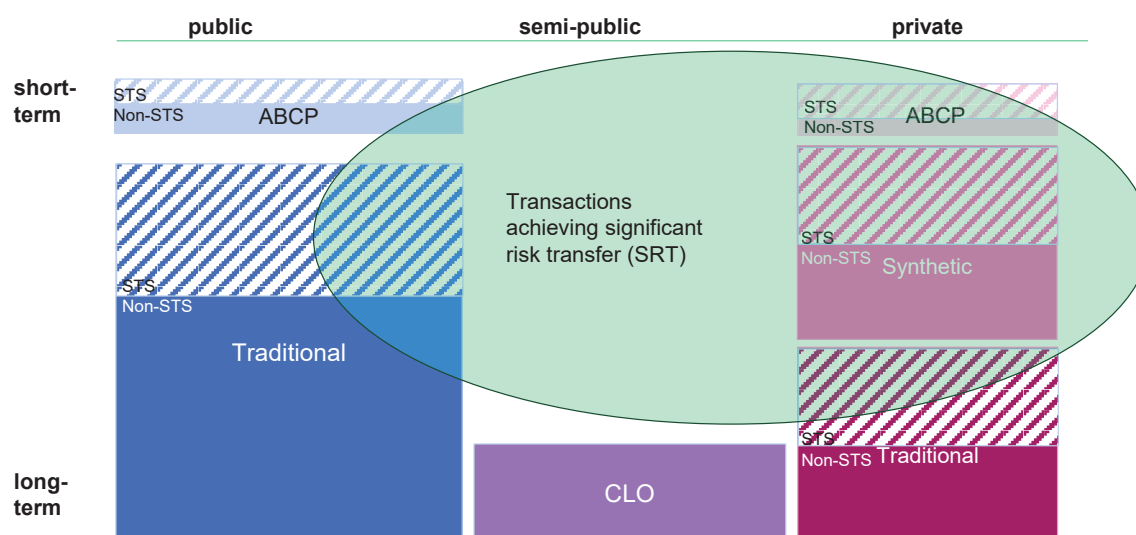 public
semi-public
private
short-
term
STS
Non-STS
ABCP
STS
Non-STS
ABCP
Transactions
achieving significant
risk transfer (SRT)
STS
Non-STS
Traditional
STS
Non-STS
Synthetic
STS
Non-STS
Traditional
long-
term
CLO